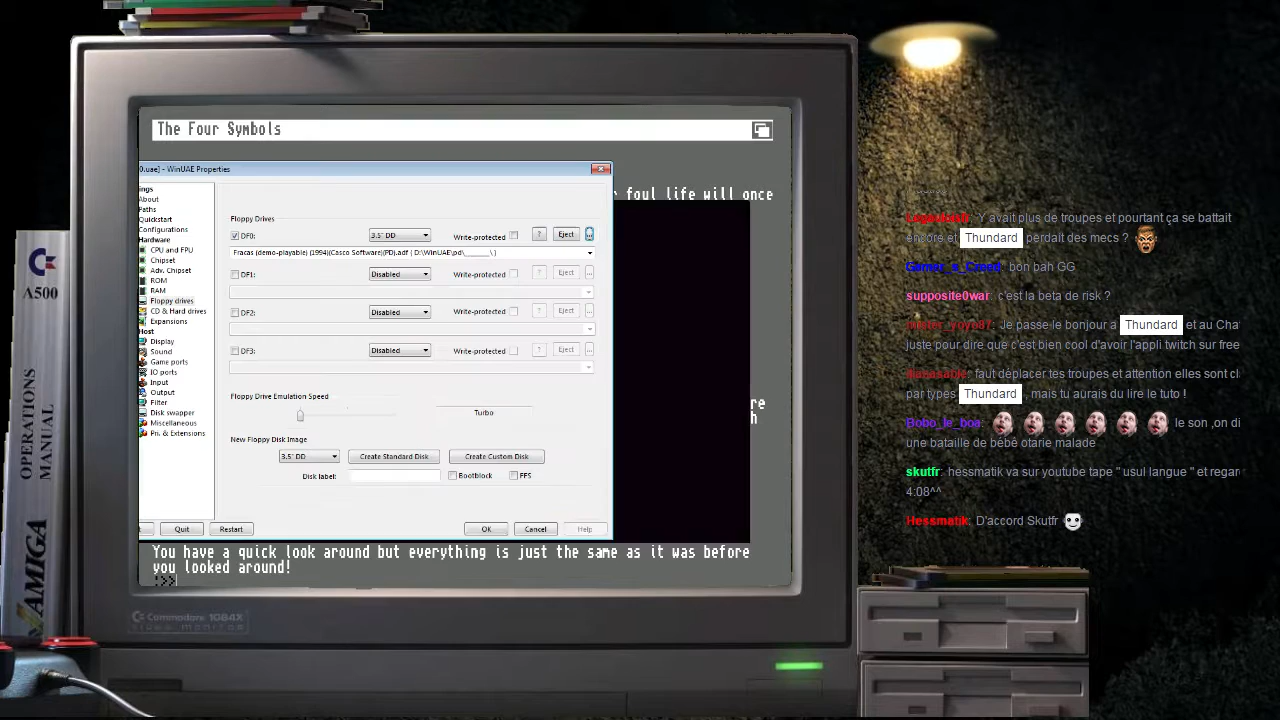 The Four Symbols
foul life will once
0.uae] - WinUAE Properties
ings
About
Paths
Quickstart
Configurations
Hardware
CPU and FPU
Chipset
Adv. Chipset
ROM
RAM
Floppy drives
CD & Hard drives
Expansions
Host
Display
Sound
Game ports
IO ports
Input
Output
Filter
Disk swapper
Miscellaneous
Pri. & Extensions
Floppy Drives
DF0: 3.5" DD Write-protected ? Eject ...
Fracas (demo-playable) (1994)(Casco Software)(PD).adf
DF1: Disabled Write-protected ? Eject ...
DF2: Disabled Write-protected ? Eject ...
DF3: Disabled Write-protected ? Eject ...
Floppy Drive Emulation Speed
Turbo
New Floppy Disk Image
3.5" DD Create Standard Disk Create Custom Disk
Disk label: Bootblock FFS
Quit Restart OK Cancel Help
re
h
You have a quick look around but everything is just the same as it was before
you looked around!
Commodore 1084X
video monitor
A500
OPERATIONS
MANUAL
AMIGA
Y avait plus de troupes et pourtant ça se battait
encore et Thundard perdait des mecs ?
Gamer_s_Creed: bon bah GG
supposite0war: c'est la beta de risk ?
Je passe le bonjour a Thundard et au Cha
juste pour dire que c'est bien cool d'avoir l'appli twitch sur free
faut déplacer tes troupes et attention elles sont cl
par types Thundard , mais tu aurais du lire le tuto !
Bobo_le_boa: le son ,on di
une bataille de bébé otarie malade
skutfr: hessmatik va sur youtube tape " usul langue " et regar
4:08^^
Hessmatik: D'accord Skutfr